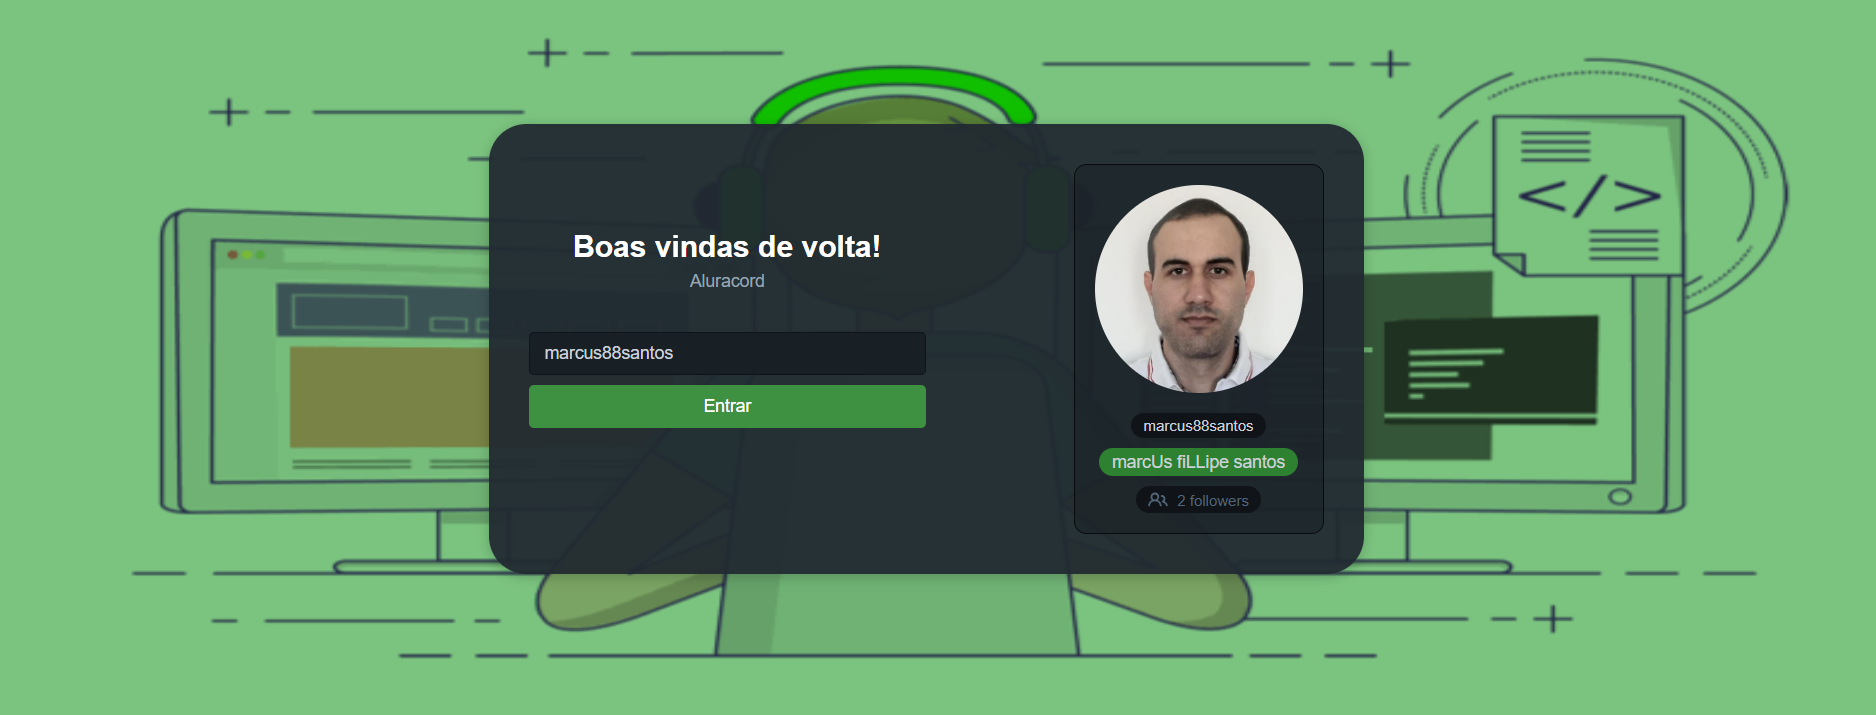 Boas vindas de volta!
Aluracord
marcus88santos
Entrar
marcus88santos
marcUs fiLLipe santos
2 followers
</>